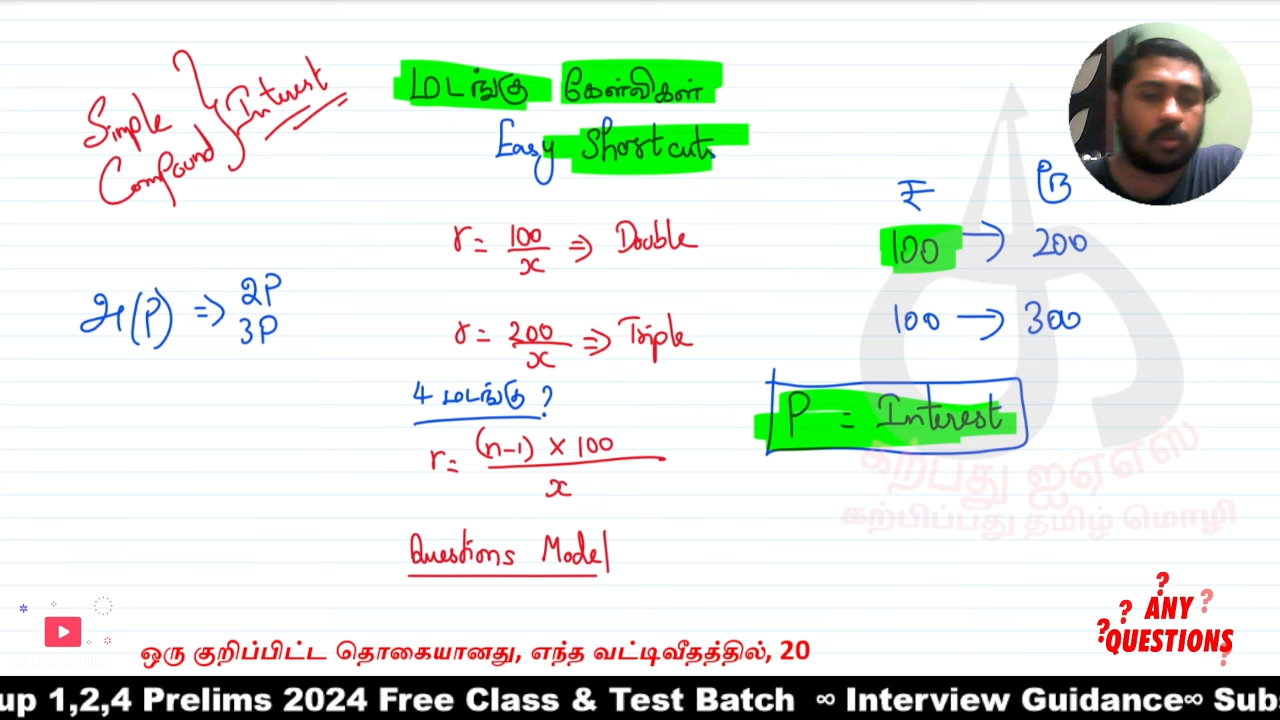 Simple
Compound } Interest
மடங்கு கேள்விகள்
Easy Shortcuts
r = 100/x => Double
அ(P) => 2P
3P
r = 200/x => Triple
4 மடங்கு ?
r = (n-1) x 100 / x
Questions Model
₹ ரூ
100 → 200
100 → 300
P = Interest
கற்பது ஐஏஎஸ்
கற்பிப்பது தமிழ் மொழி
? ? ? ANY ?
QUESTIONS ?
ஒரு குறிப்பிட்ட தொகையானது, எந்த வட்டிவீதத்தில், 20
up 1,2,4 Prelims 2024 Free Class & Test Batch ∞ Interview Guidance∞ Sub